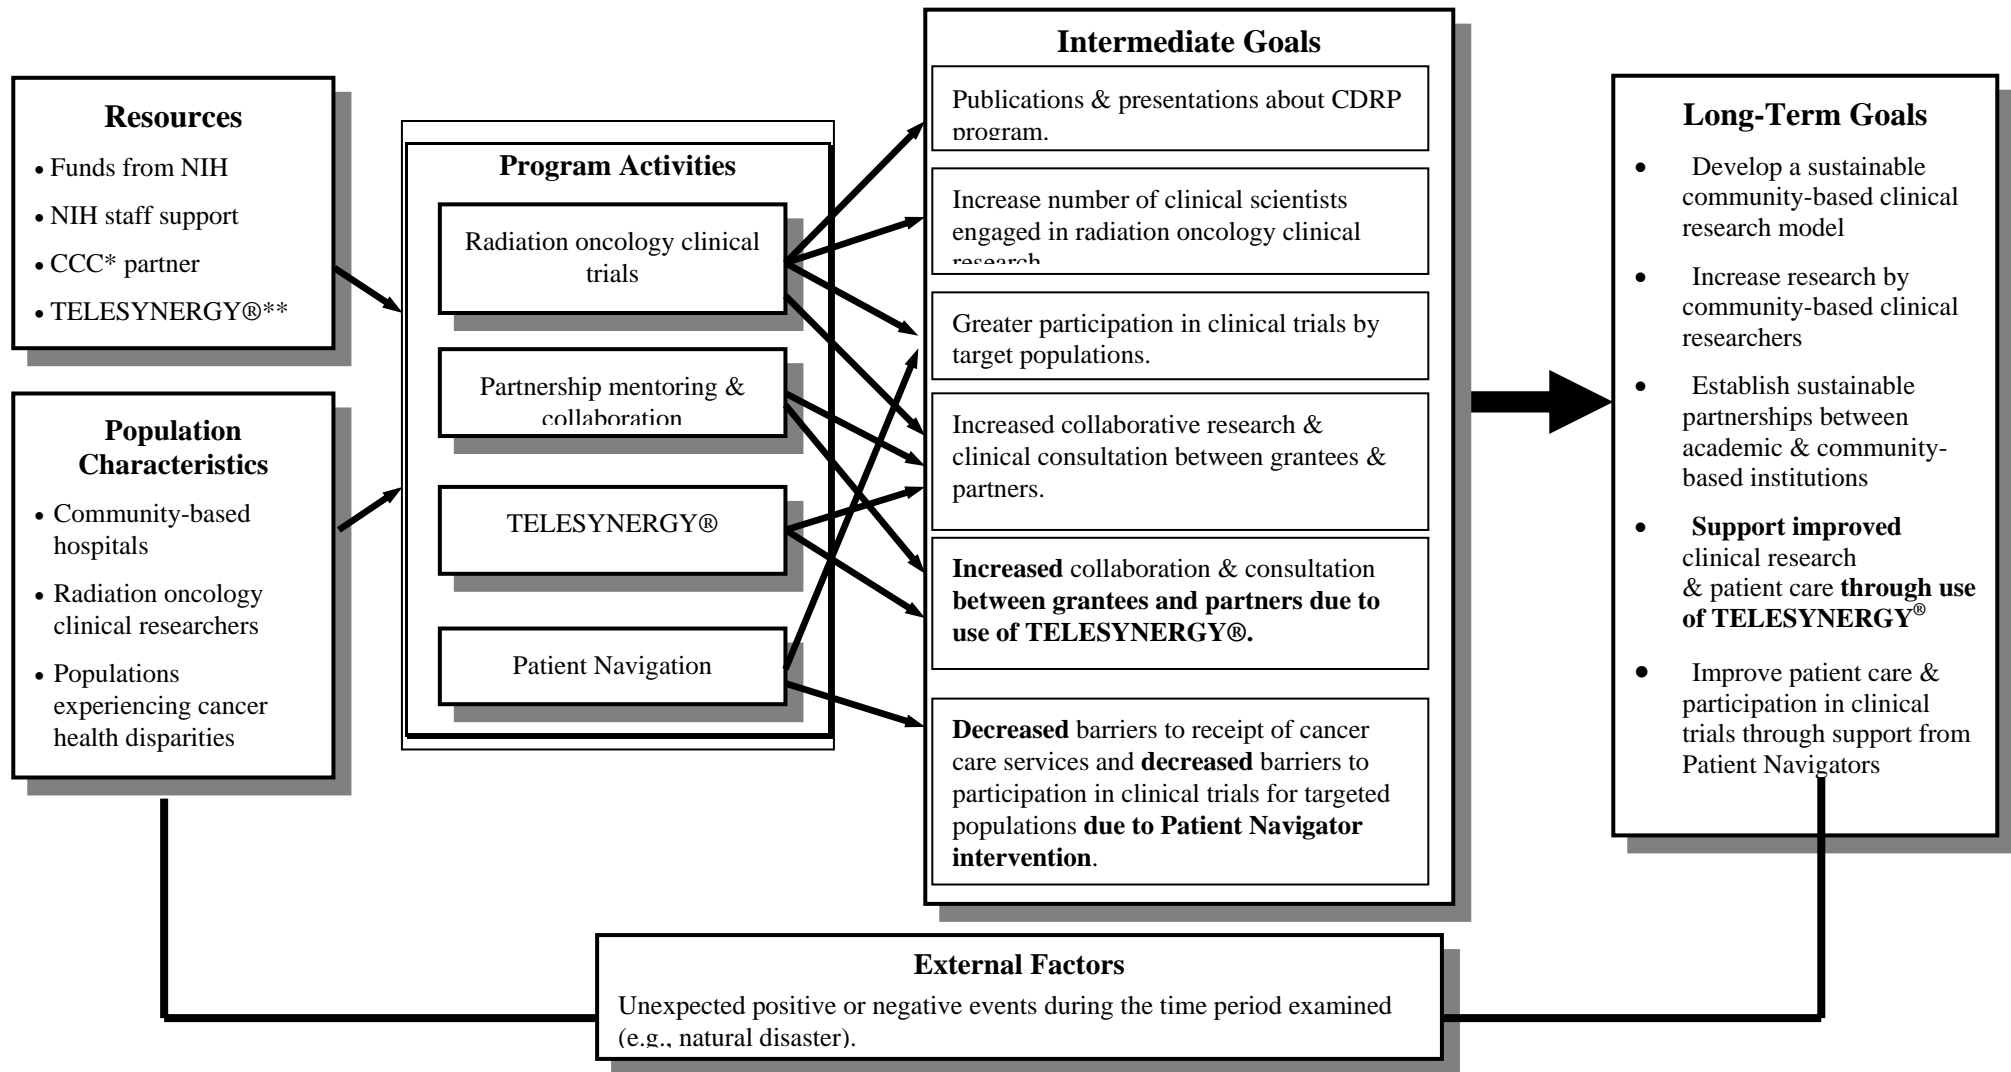 Resources
• Funds from NIH
• NIH staff support
• CCC* partner
• TELESYNERGY®**
Population
Characteristics
• Community-based
hospitals
• Radiation oncology
clinical researchers
• Populations
experiencing cancer
health disparities
Program Activities
Radiation oncology clinical
trials
Partnership mentoring &
collaboration
TELESYNERGY®
Patient Navigation
Intermediate Goals
Publications & presentations about CDRP
program.
Increase number of clinical scientists
engaged in radiation oncology clinical
research
Greater participation in clinical trials by
target populations.
Increased collaborative research &
clinical consultation between grantees &
partners.
Increased collaboration & consultation
between grantees and partners due to
use of TELESYNERGY®.
Decreased barriers to receipt of cancer
care services and decreased barriers to
participation in clinical trials for targeted
populations due to Patient Navigator
intervention.
Long-Term Goals
• Develop a sustainable
community-based clinical
research model
• Increase research by
community-based clinical
researchers
• Establish sustainable
partnerships between
academic & community-
based institutions
• Support improved
clinical research
& patient care through use
of TELESYNERGY®
• Improve patient care &
participation in clinical
trials through support from
Patient Navigators
External Factors
Unexpected positive or negative events during the time period examined
(e.g., natural disaster).